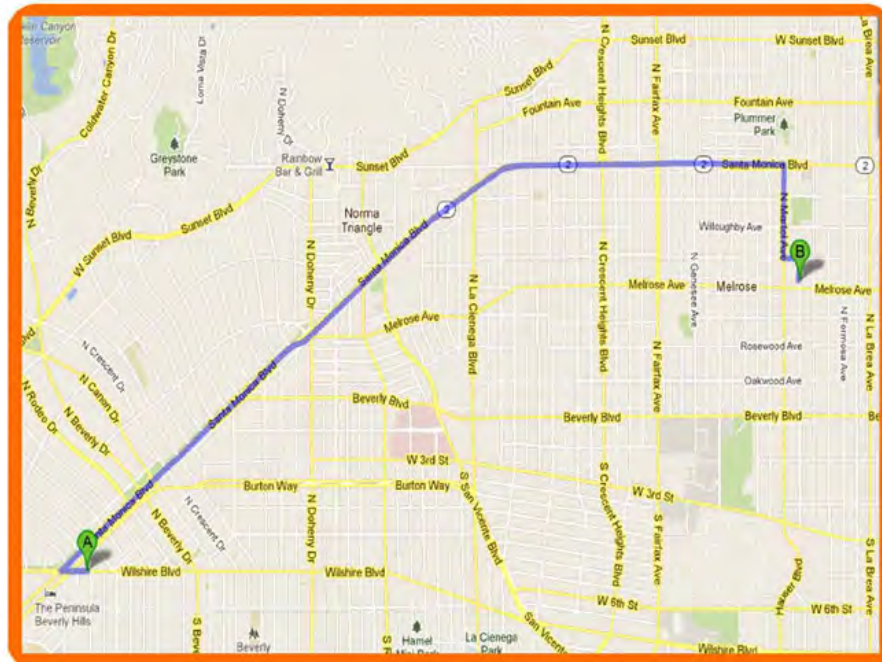 Sunset Blvd
W Sunset Blvd
La Brea Ave
Coldwater Canyon Dr
Loma Vista Dr
N Doheny Dr
Sunset Blvd
N Crescent Heights Blvd
N Fairfax Ave
Fountain Ave
Fountain Ave
Plummer
Park
Greystone
Park
Rainbow
Bar & Grill
Sunset Blvd
2
2
Santa Monica Blvd
2
N Beverly Dr
Norma
Triangle
2
N Martel Ave
Willoughby Ave
W Sunset Blvd
Sunset Blvd
N Doheny Dr
Santa Monica Blvd
B
N La Cienega Blvd
N Crescent Heights Blvd
N Genesee Ave
Melrose Ave
Melrose
Melrose Ave
Melrose Ave
N Formosa Ave
N La Brea Ave
N Crescent Dr
N Canon Dr
N Rodeo Dr
N Beverly Dr
Santa Monica Blvd
N Fairfax Ave
Rosewood Ave
Oakwood Ave
Beverly Blvd
Beverly Blvd
Beverly Blvd
Be
W 3rd St
Burton Way
Burton Way
W 3rd St
N Beverly Dr
N Crescent Dr
N Doheny Dr
S San Vicente Blvd
S Crescent Heights Blvd
S Fairfax Ave
S La Brea Ave
A
Wilshire Blvd
Wilshire Blvd
Hauser Blvd
The Peninsula
Beverly Hills
W 6th St
W 6th St
S Beve
Beverly
Hamel
La Cienega
Park
San Vicente
Wilshire Blvd